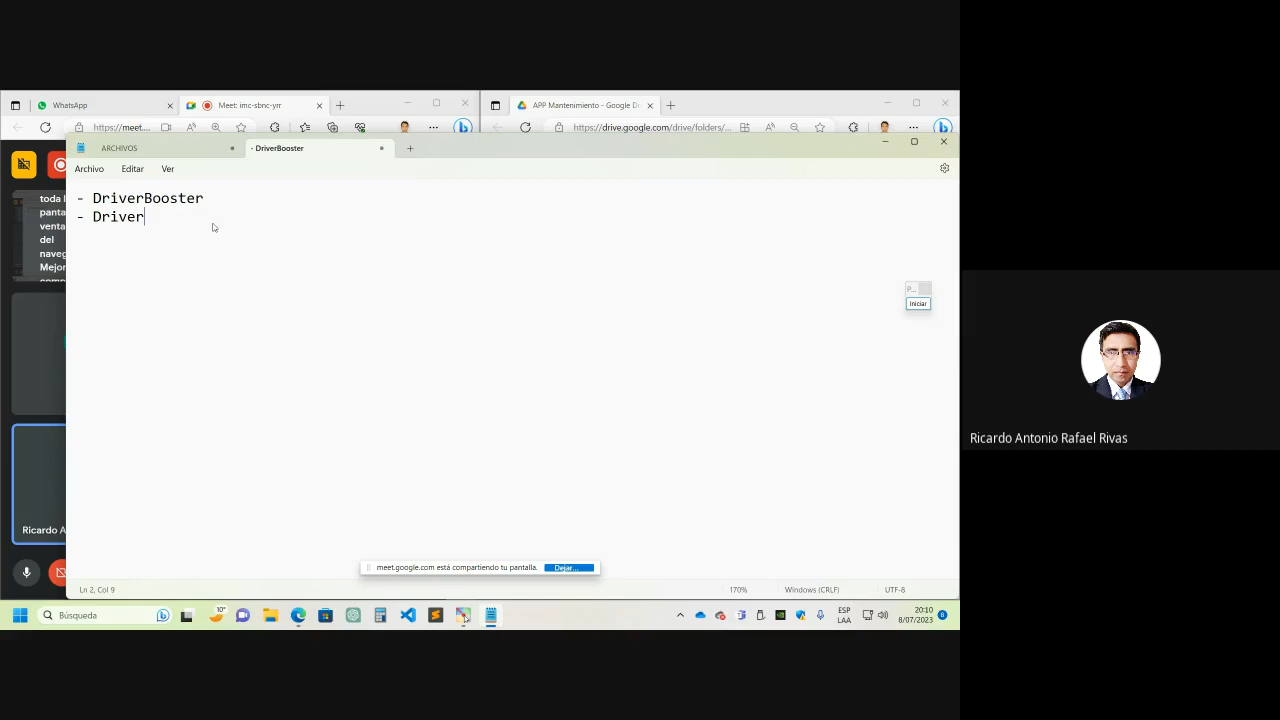 WhatsApp
Meet: imc-sbnc-yrr
APP Mantenimiento - Google D
https://meet....
https://drive.google.com/drive/folders/...
ARCHIVOS
- DriverBooster
Archivo
Editar
Ver
toda l
panta
venta
del
naveg
Mejor
- DriverBooster
- Driver
P...
Iniciar
Ricardo A
Ricardo Antonio Rafael Rivas
meet.google.com está compartiendo tu pantalla.
Dejar...
Ln 2, Col 9
170%
Windows (CRLF)
UTF-8
Búsqueda
10°
ESP
LAA
20:10
8/07/2023
8